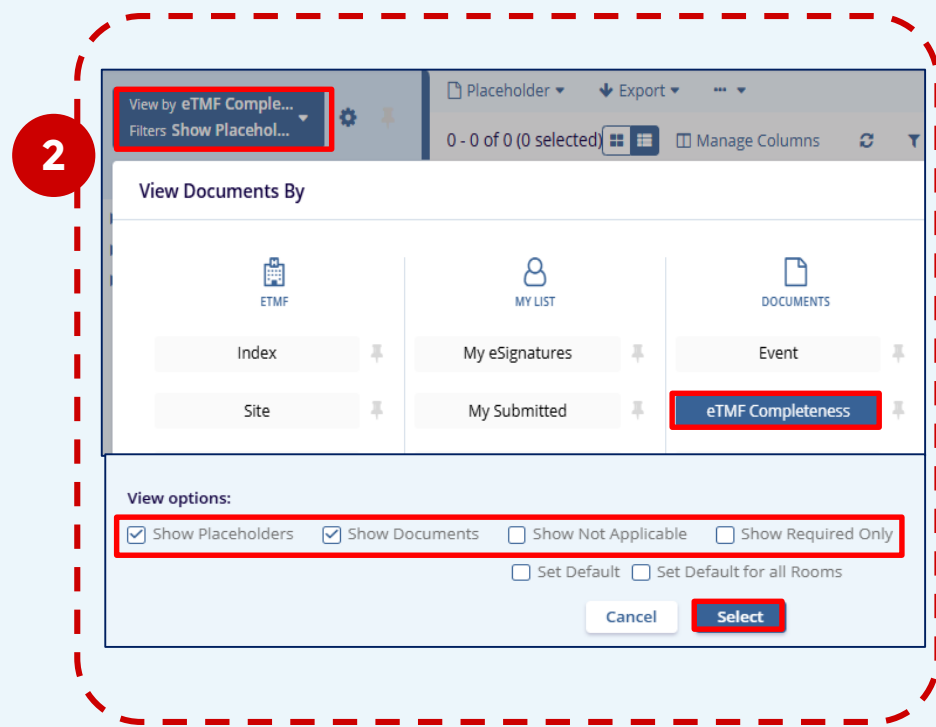 2
View by eTMF Comple...
Filters Show Placehol...
Placeholder
Export
0 - 0 of 0 (0 selected)
Manage Columns
View Documents By
ETMF
MY LIST
DOCUMENTS
Index
My eSignatures
Event
Site
My Submitted
eTMF Completeness
View options:
Show Placeholders Show Documents Show Not Applicable Show Required Only
Set Default Set Default for all Rooms
Cancel Select